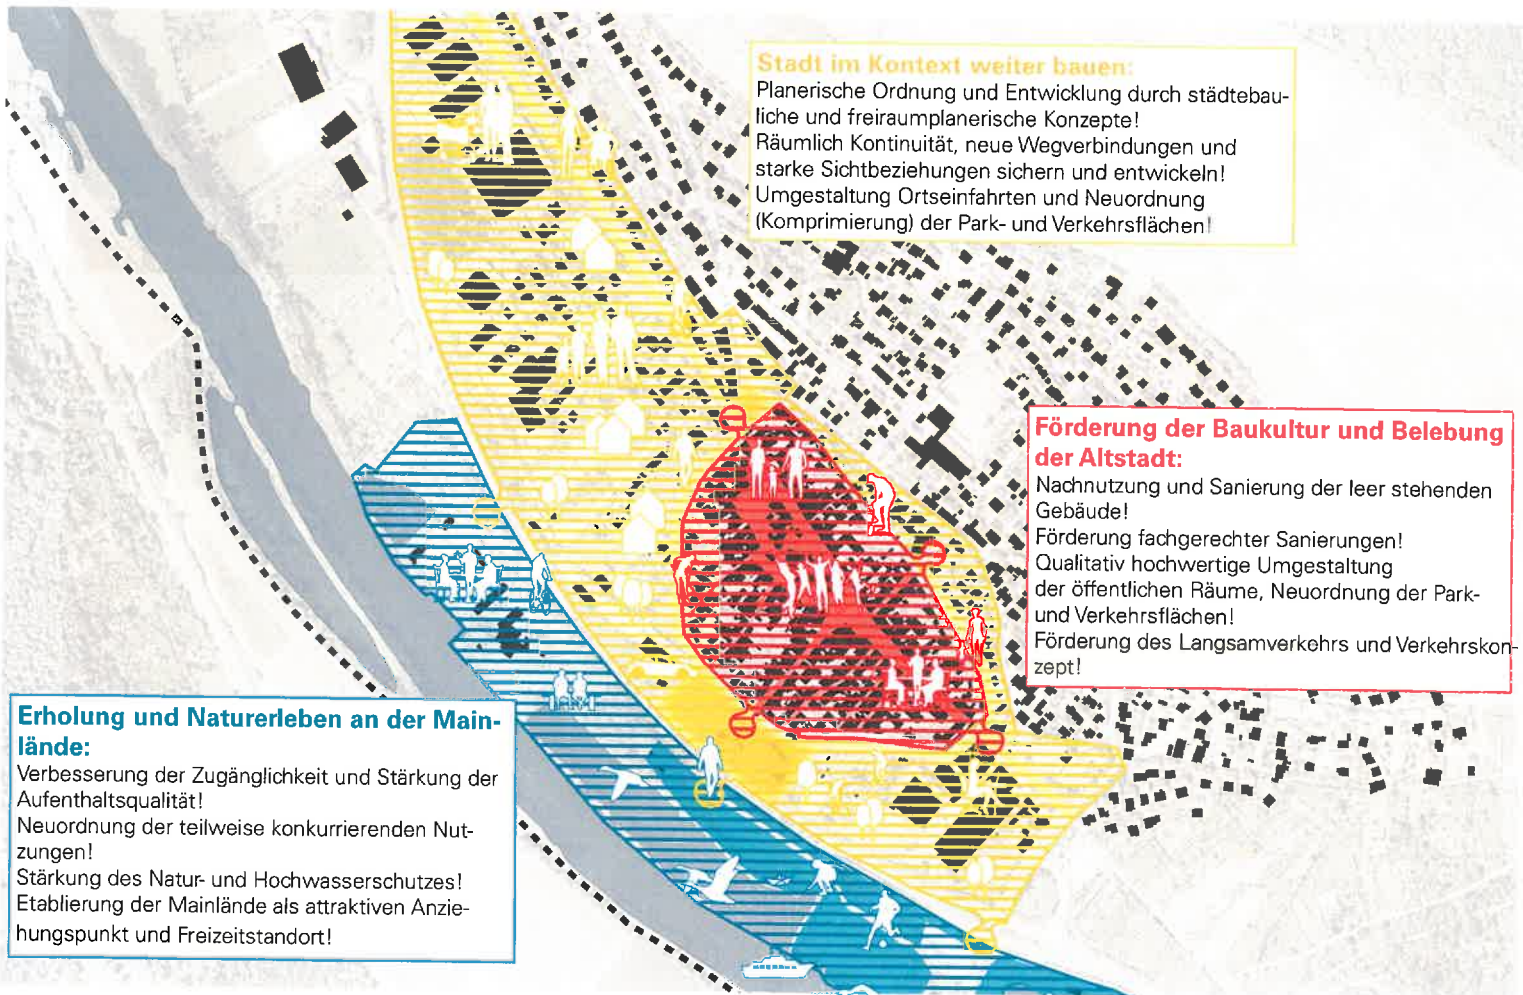 Stadt im Kontext weiter bauen:
Planerische Ordnung und Entwicklung durch städtebau-
liche und freiraumplanerische Konzepte!
Räumlich Kontinuität, neue Wegverbindungen und
starke Sichtbeziehungen sichern und entwickeln!
Umgestaltung Ortseinfahrten und Neuordnung
(Komprimierung) der Park- und Verkehrsflächen!
Förderung der Baukultur und Belebung
der Altstadt:
Nachnutzung und Sanierung der leer stehenden
Gebäude!
Förderung fachgerechter Sanierungen!
Qualitativ hochwertige Umgestaltung
der öffentlichen Räume, Neuordnung der Park-
und Verkehrsflächen!
Förderung des Langsamverkehrs und Verkehrskon-
zept!
Erholung und Naturerleben an der Main-
lände:
Verbesserung der Zugänglichkeit und Stärkung der
Aufenthaltsqualität!
Neuordnung der teilweise konkurrierenden Nut-
zungen!
Stärkung des Natur- und Hochwasserschutzes!
Etablierung der Mainlände als attraktiven Anzie-
hungspunkt und Freizeitstandort!